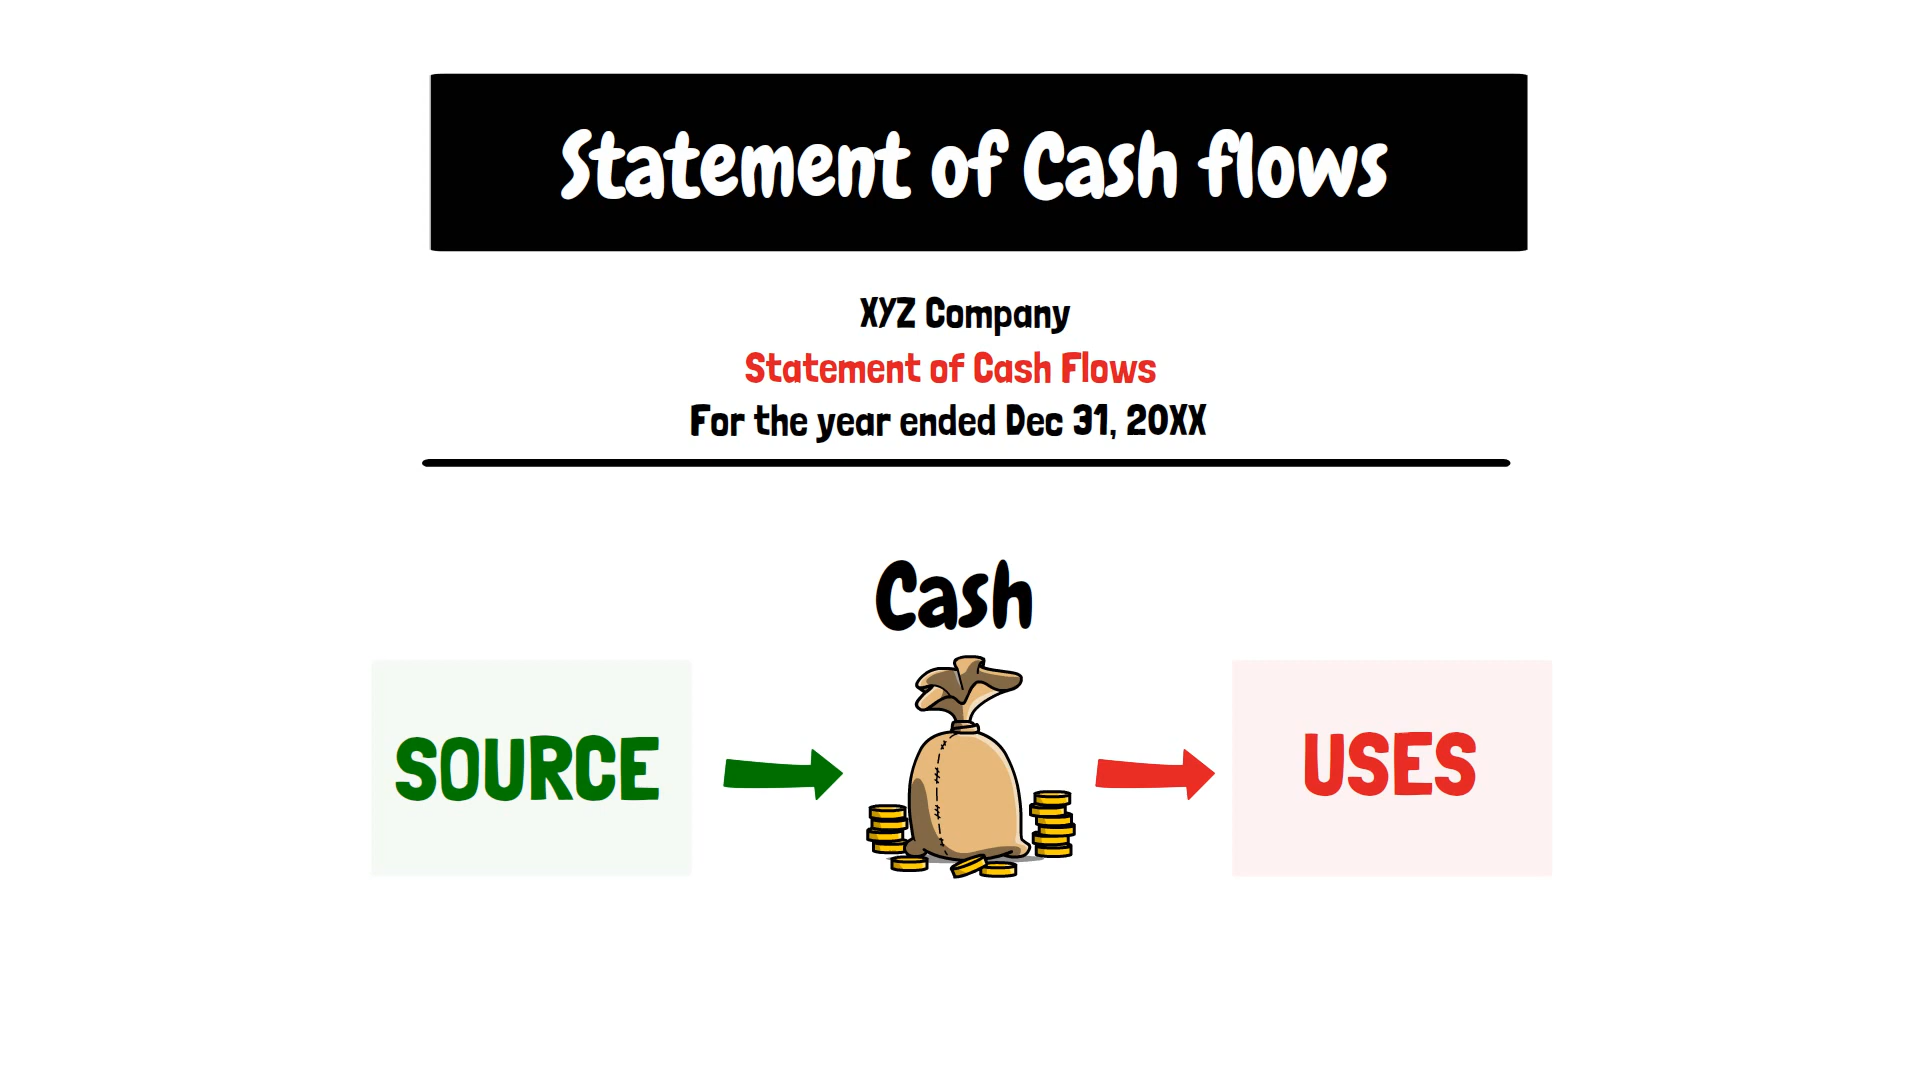 Statement of Cash flows
XYZ Company
Statement of Cash Flows
For the year ended Dec 31, 20XX
Cash
SOURCE
USES